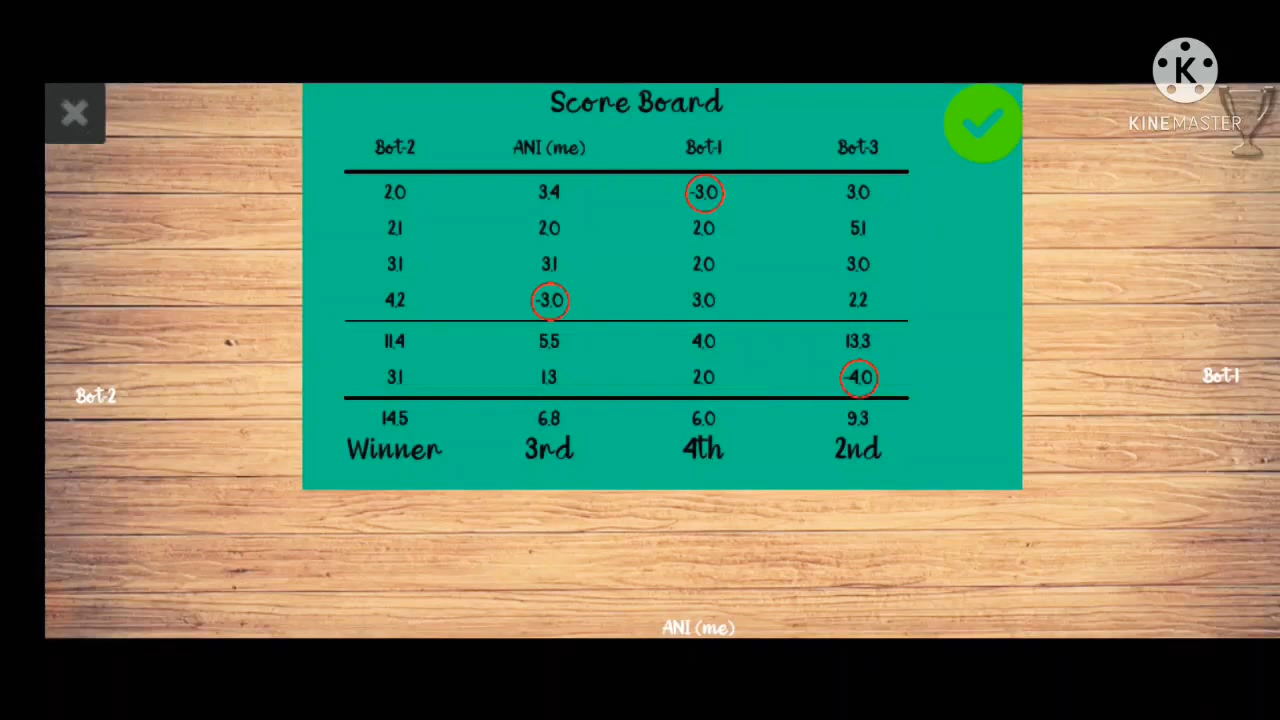 K
KINEMASTER
Score Board
Bot-2 ANI (me) Bot-1 Bot-3
2.0 3.4 -3.0 3.0
2.1 2.0 2.0 5.1
3.1 3.1 2.0 3.0
4.2 -3.0 3.0 2.2
11.4 5.5 4.0 13.3
3.1 1.3 2.0 -4.0
14.5 6.8 6.0 9.3
Winner 3rd 4th 2nd
Bot-2
Bot-1
ANI (me)